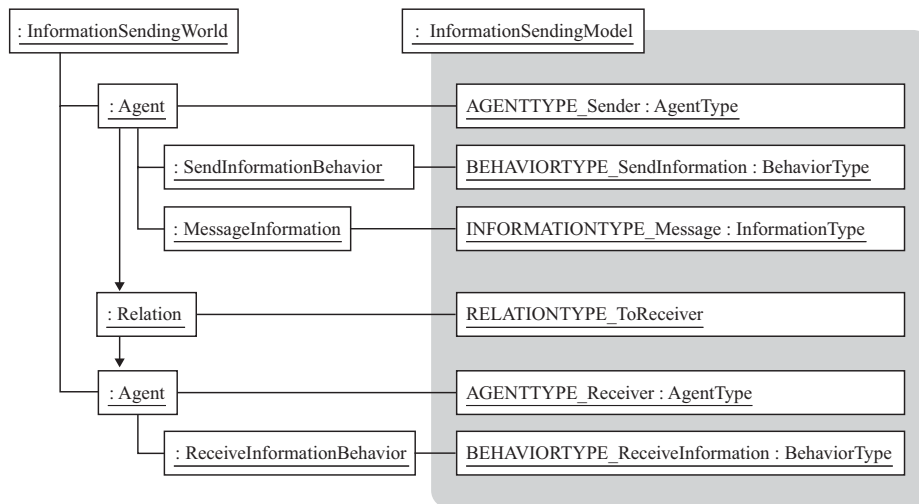 : InformationSendingWorld
: InformationSendingModel
: Agent
AGENTTYPE_Sender : AgentType
: SendInformationBehavior
BEHAVIORTYPE_SendInformation : BehaviorType
: MessageInformation
INFORMATIONTYPE_Message : InformationType
: Relation
RELATIONTYPE_ToReceiver
: Agent
AGENTTYPE_Receiver : AgentType
: ReceiveInformationBehavior
BEHAVIORTYPE_ReceiveInformation : BehaviorType